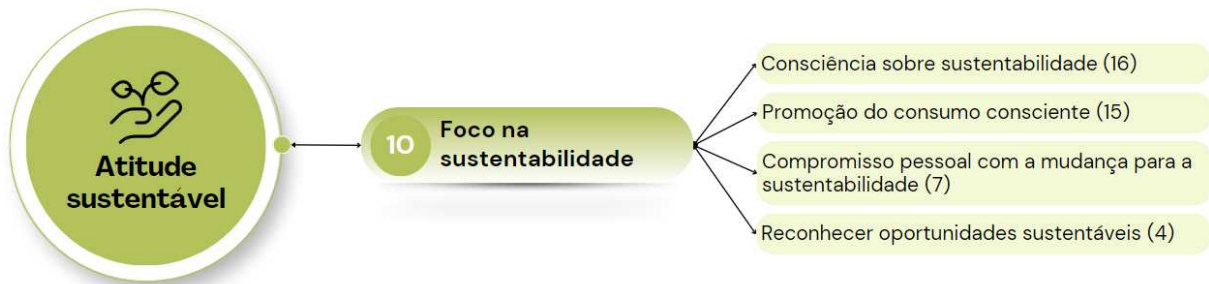 Atitude
sustentável
10
Foco na
sustentabilidade
Consciência sobre sustentabilidade (16)
Promoção do consumo consciente (15)
Compromisso pessoal com a mudança para a
sustentabilidade (7)
Reconhecer oportunidades sustentáveis (4)